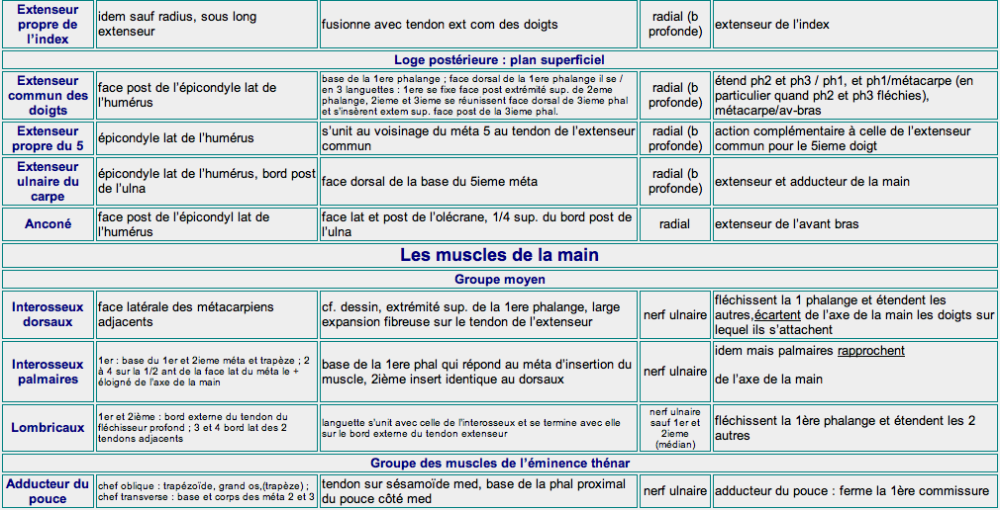 Extenseur
propre de
l'index
idem sauf radius, sous long
extenseur
fusionne avec tendon ext com des doigts
radial (b
profonde)
extenseur de l'index
Loge postérieure : plan superficiel
Extenseur
commun des
doigts
face post de l'épicondyle lat de
l'humérus
base de la 1ere phalange ; face dorsal de la 1ere phalange il se /
en 3 languettes : 1ere se fixe face post extrémité sup. de 2eme
phalange, 2ieme et 3ieme se réunissent face dorsal de 3ieme phal
et s'insèrent extem sup. face post de la 3ieme phal.
radial (b
profonde)
étend ph2 et ph3 / ph1, et ph1/métacarpe (en
particulier quand ph2 et ph3 fléchies),
métacarpe/av-bras
Extenseur
propre du 5
épicondyle lat de l'humérus
s'unit au voisinage du méta 5 au tendon de l'extenseur
commun
radial (b
profonde)
action complémentaire à celle de l'extenseur
commun pour le 5ieme doigt
Extenseur
ulnaire du
carpe
épicondyle lat de l'humérus, bord post
de l'ulna
face dorsal de la base du 5ieme méta
radial (b
profonde)
extenseur et adducteur de la main
Anconé
face post de l'épicondyl lat de
l'humérus
face lat et post de l'olécrane, 1/4 sup. du bord post de
l'ulna
radial
extenseur de l'avant bras
Les muscles de la main
Groupe moyen
Interosseux
dorsaux
face latérale des métacarpiens
adjacents
cf. dessin, extrémité sup. de la 1ere phalange, large
expansion fibreuse sur le tendon de l'extenseur
nerf ulnaire
fléchissent la 1 phalange et étendent les
autres,écartent de l'axe de la main les doigts sur
lequel ils s'attachent
Interosseux
palmaires
1er : base du 1er et 2ieme méta et trapèze ; 2
à 4 sur la 1/2 ant de la face lat du méta le +
éloigné de l'axe de la main
base de la 1ere phal qui répond au méta d'insertion du
muscle, 2ième insert identique au dorsaux
nerf ulnaire
idem mais palmaires rapprochent
de l'axe de la main
Lombricaux
1er et 2ième : bord externe du tendon du
fléchisseur profond ; 3 et 4 bord lat des 2
tendons adjacents
languette s'unit avec celle de l'interosseux et se termine avec elle
sur le bord externe du tendon extenseur
nerf ulnaire
sauf 1er et
2ieme
(médian)
fléchissent la 1ère phalange et étendent les 2
autres
Groupe des muscles de l'éminence thénar
Adducteur du
pouce
chef oblique : trapézoïde, grand os,(trapèze) ;
chef transverse : base et corps des méta 2 et 3
tendon sur sésamoïde med, base de la phal proximal
du pouce côté med
nerf ulnaire
adducteur du pouce : ferme la 1ère commissure